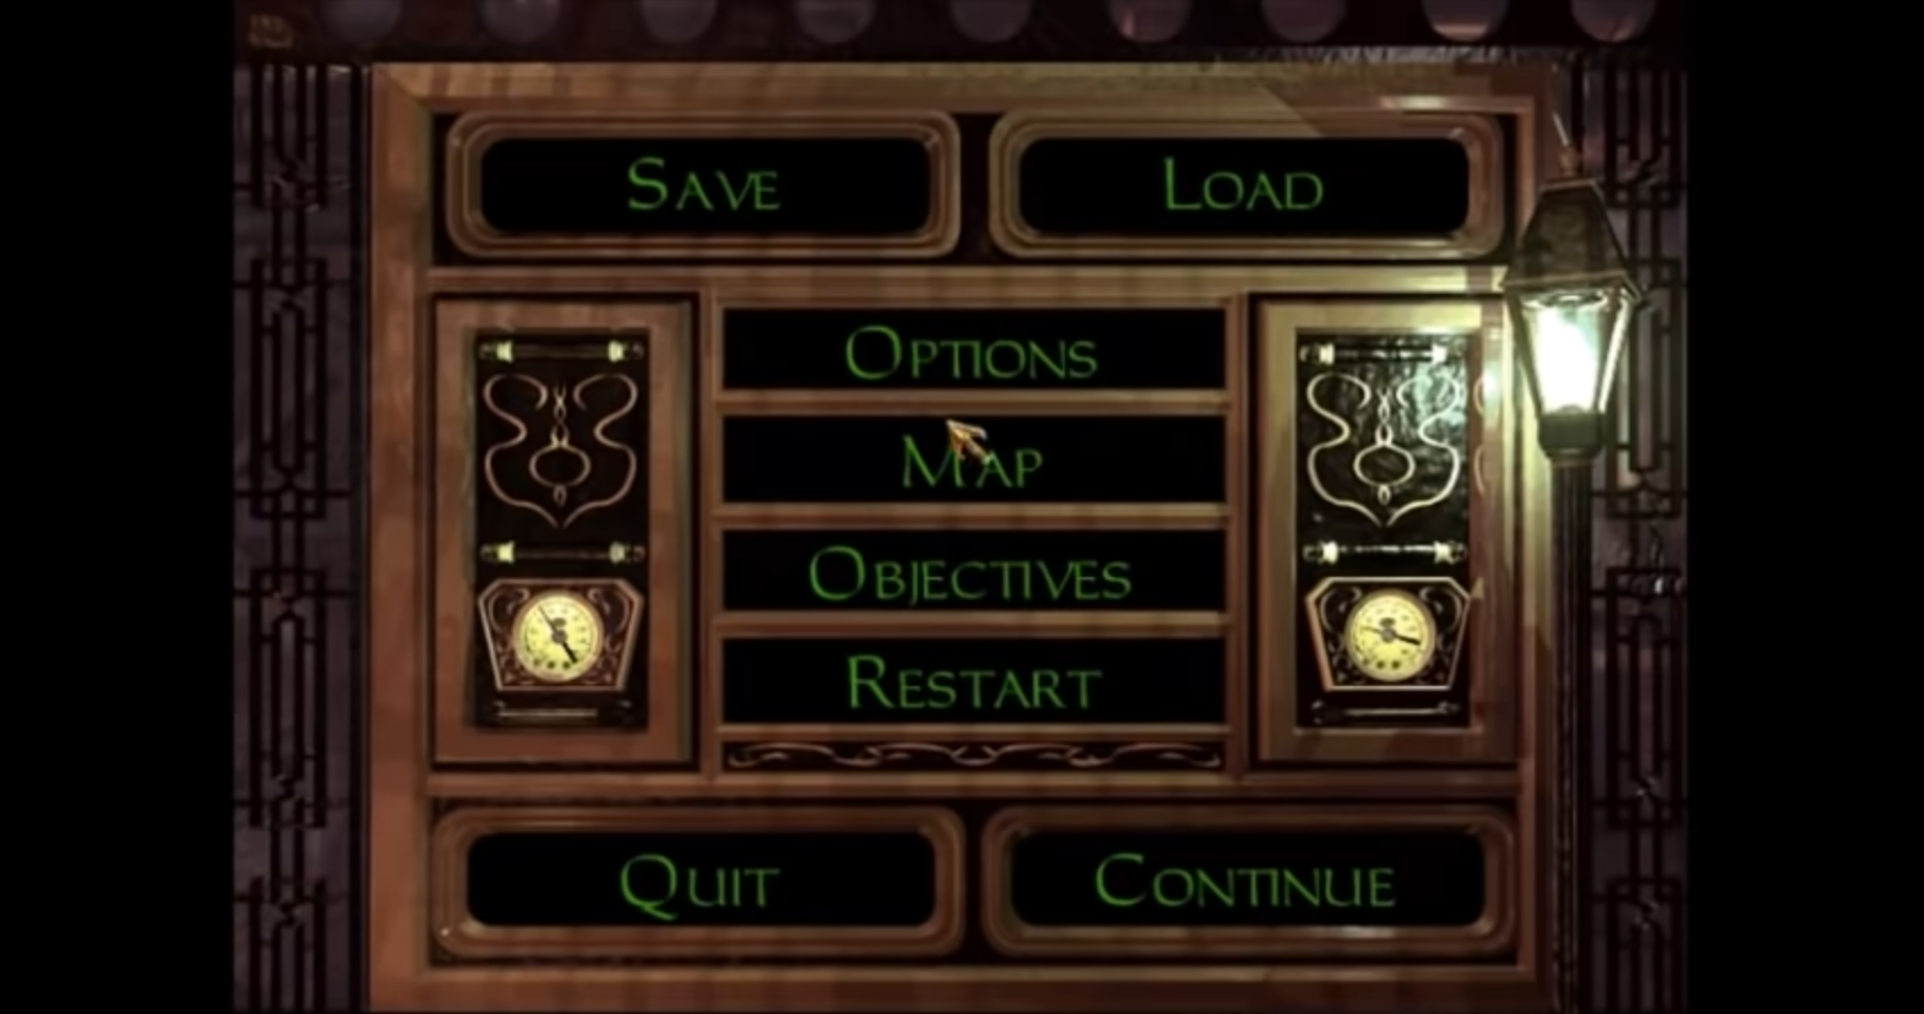 Save
Load
Options
Map
Objectives
Restart
Quit
Continue